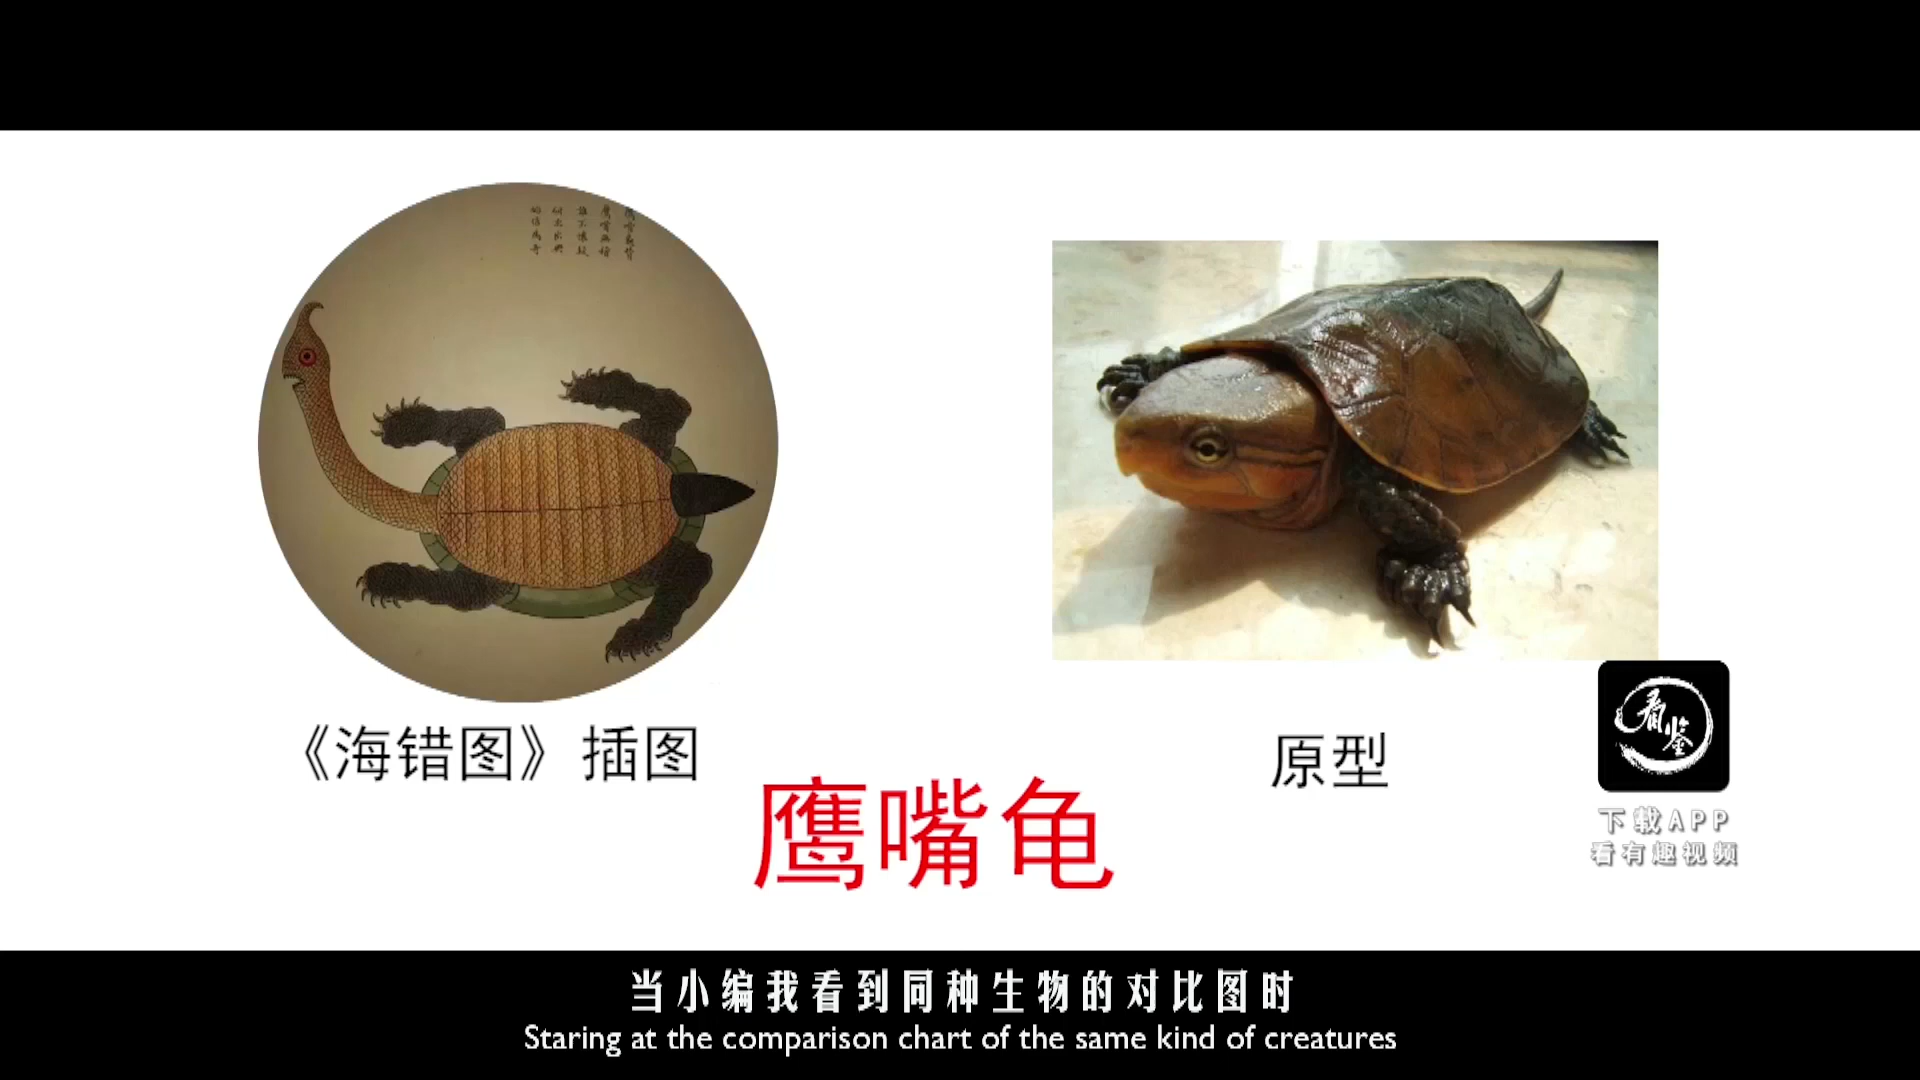 《海错图》插图
原型
鹰嘴龟
看鉴
下载APP
看有趣视频
当小编我看到同种生物的对比图时
Staring at the comparison chart of the same kind of creatures